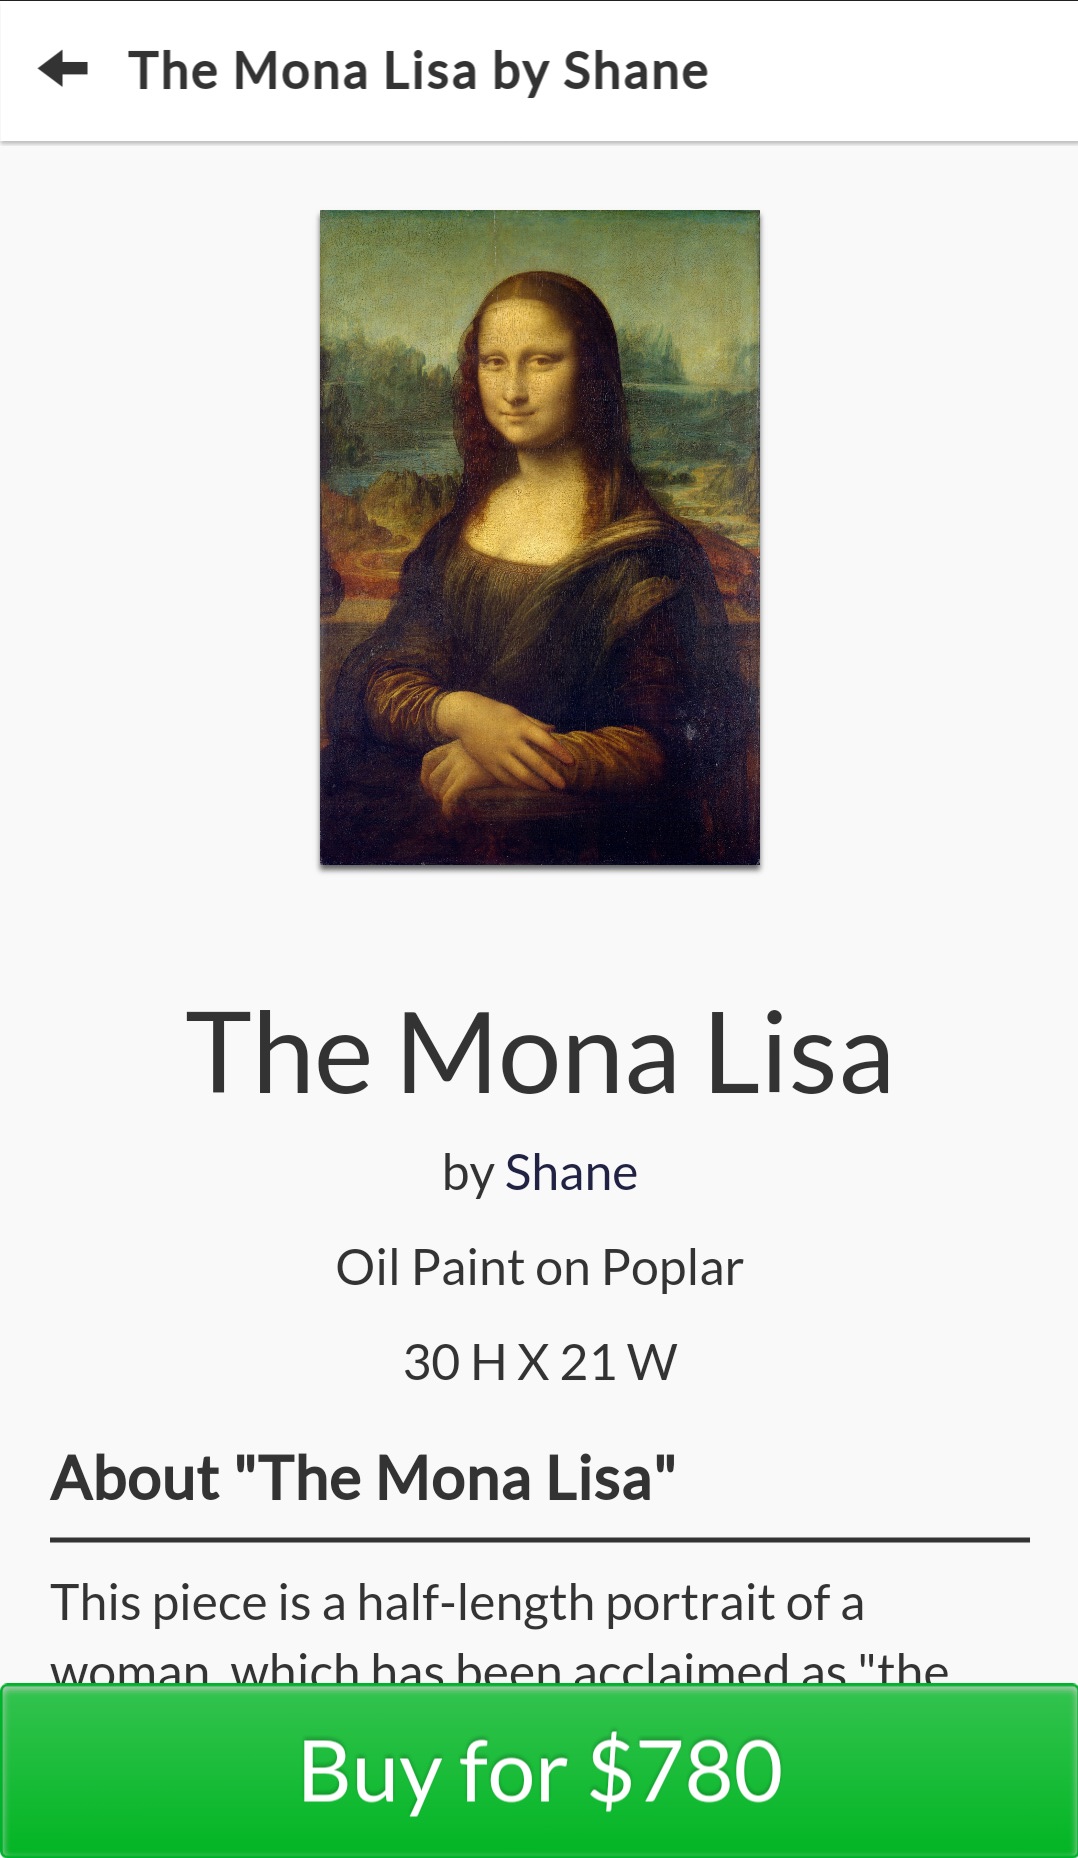 The Mona Lisa by Shane
The Mona Lisa
by Shane
Oil Paint on Poplar
30 H X 21 W
About "The Mona Lisa"
This piece is a half-length portrait of a
woman, which has been acclaimed as "the
Buy for $780